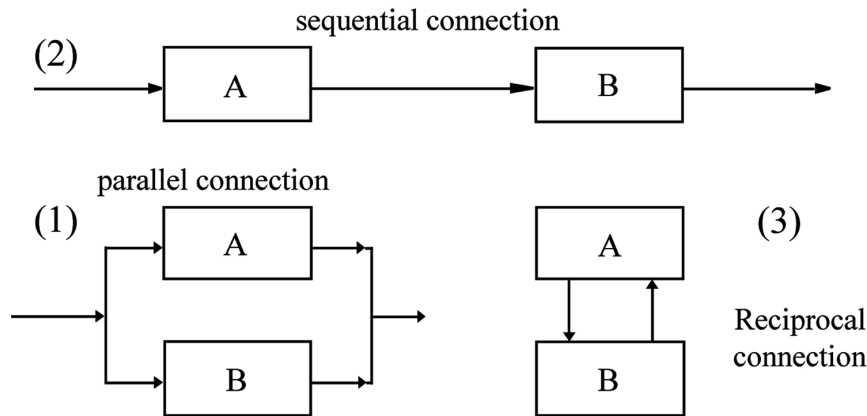 sequential connection
(2)
A
B
parallel connection
(1)
A
B
A
(3)
B
Reciprocal
connection